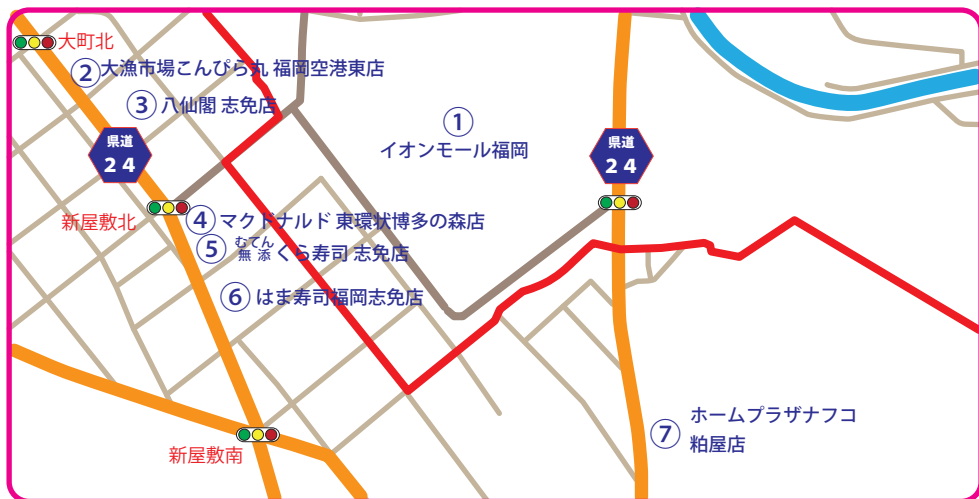 大町北
② 大漁市場こんぴら丸 福岡空港東店
③ 八仙閣 志免店
①
イオンモール福岡
県道
24
県道
24
新屋敷北
④ マクドナルド 東環状博多の森店
むてん
⑤ 無添くら寿司 志免店
⑥ はま寿司福岡志免店
新屋敷南
⑦ ホームプラザナフコ
粕屋店